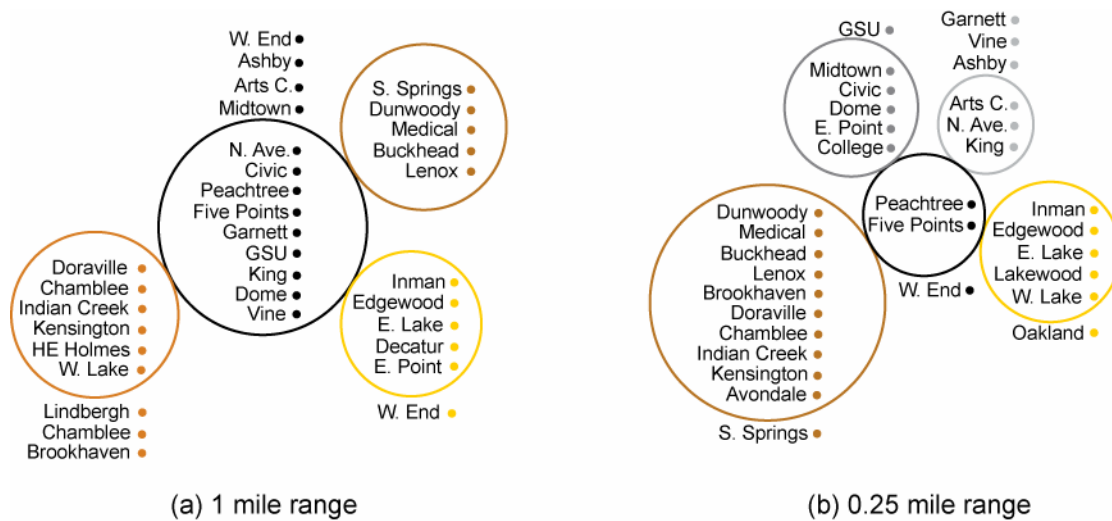 W. End
Ashby
Arts C.
Midtown
N. Ave.
Civic
Peachtree
Five Points
Garnett
GSU
King
Dome
Vine
S. Springs
Dunwoody
Medical
Buckhead
Lenox
Doraville
Chamblee
Indian Creek
Kensington
HE Holmes
W. Lake
Lindbergh
Chamblee
Brookhaven
Inman
Edgewood
E. Lake
Decatur
E. Point
W. End
(a) 1 mile range
GSU
Midtown
Civic
Dome
E. Point
College
Garnett
Vine
Ashby
Arts C.
N. Ave.
King
Peachtree
Five Points
W. End
Dunwoody
Medical
Buckhead
Lenox
Brookhaven
Doraville
Chamblee
Indian Creek
Kensington
Avondale
S. Springs
Inman
Edgewood
E. Lake
Lakewood
W. Lake
Oakland
(b) 0.25 mile range